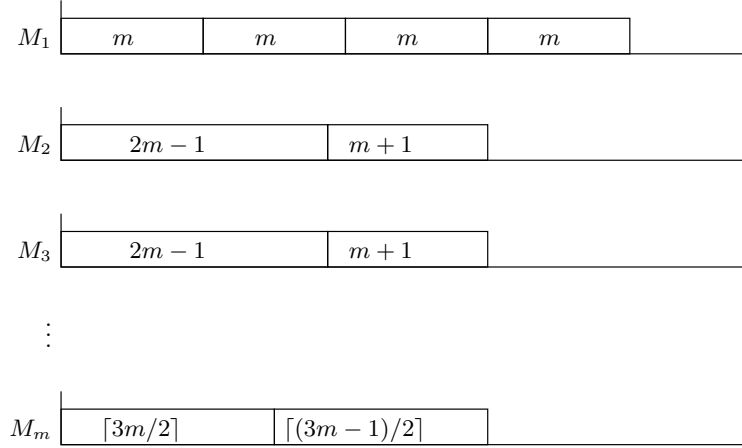 M₁ m m m m
M₂ 2m − 1 m + 1
M₃ 2m − 1 m + 1
⋮
Mₘ ⌈3m/2⌉ ⌈(3m − 1)/2⌉